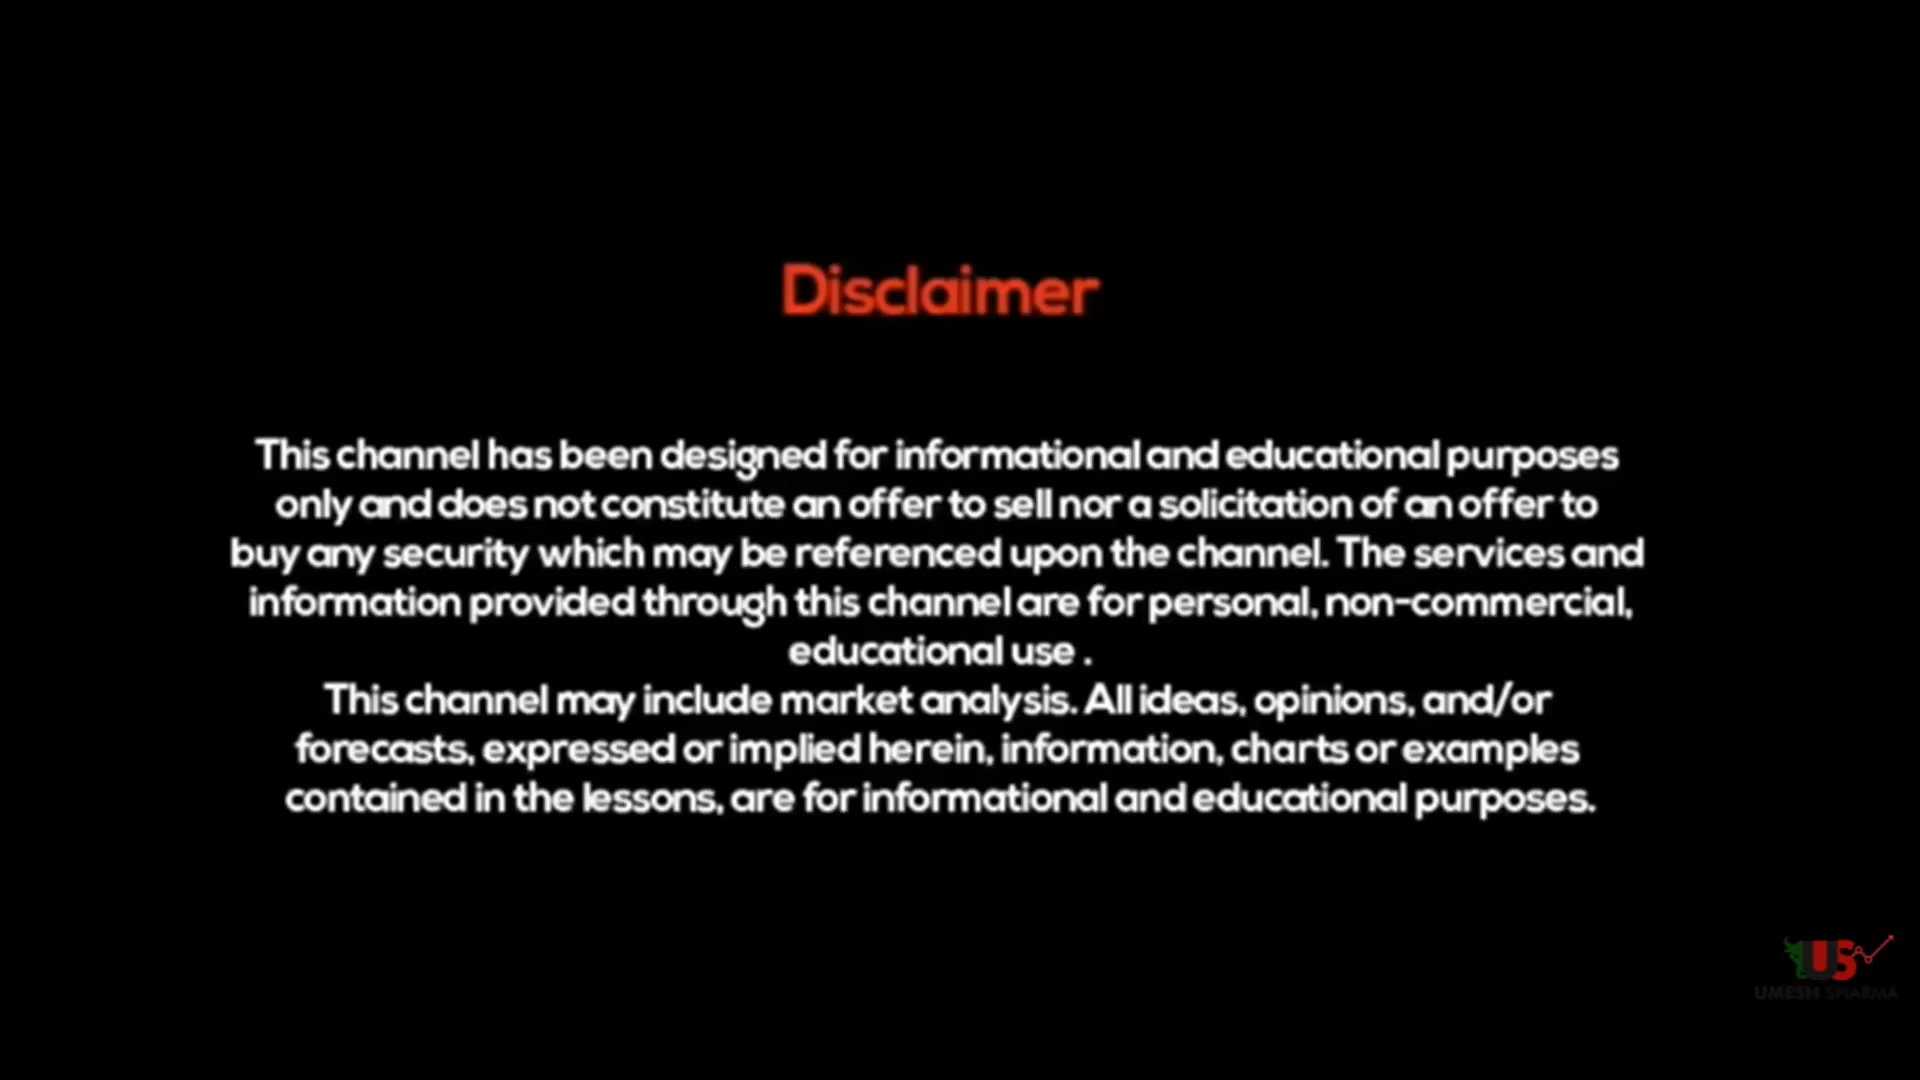 Disclaimer
This channel has been designed for informational and educational purposes
only and does not constitute an offer to sell nor a solicitation of an offer to
buy any security which may be referenced upon the channel. The services and
information provided through this channel are for personal, non-commercial,
educational use .
This channel may include market analysis. All ideas, opinions, and/or
forecasts, expressed or implied herein, information, charts or examples
contained in the lessons, are for informational and educational purposes.
US
UMESH SHARMA